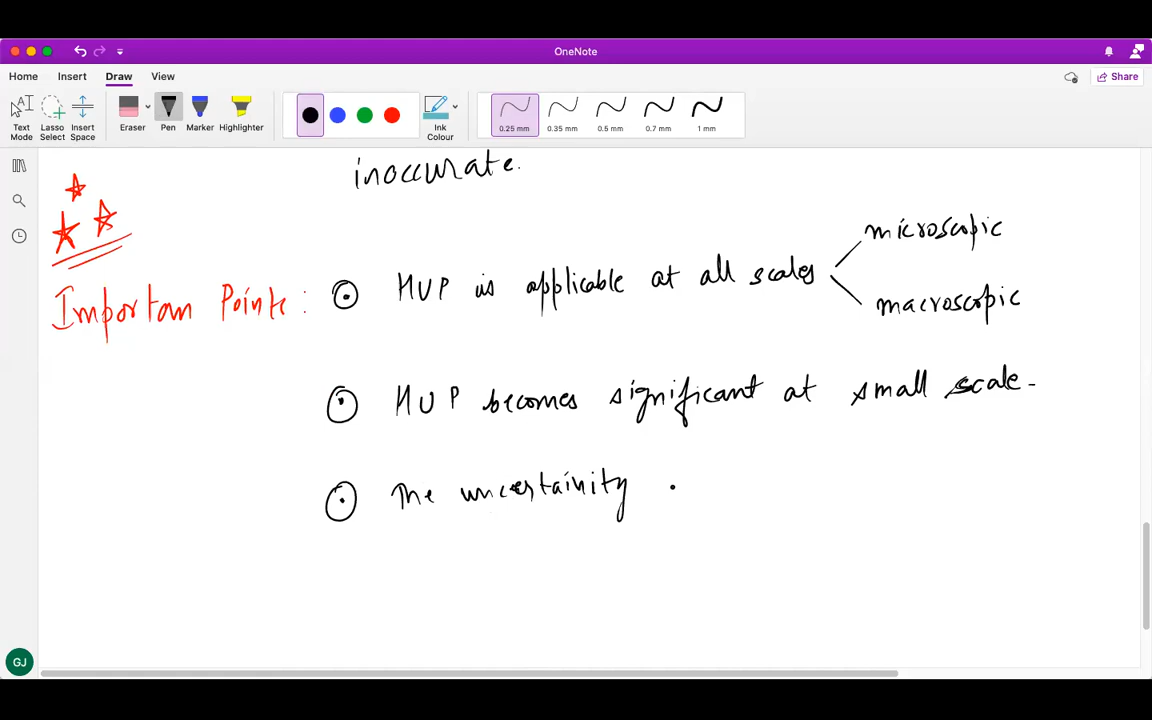 OneNote
Home Insert Draw View
Share
Text Mode
Lasso Select
Insert Space
Eraser
Pen
Marker
Highlighter
Ink Colour
0.25 mm
0.35 mm
0.5 mm
0.7 mm
1 mm
inaccurate.
microscopic
Importan Points : HUP is applicable at all scales
macroscopic
HUP becomes significant at small scale-
The uncertainity
GJ